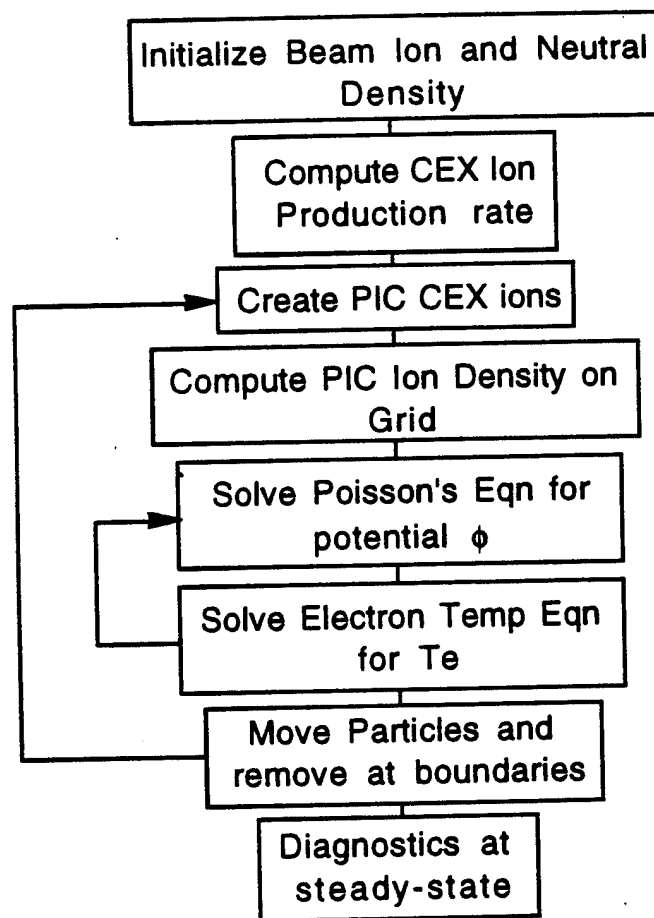 Initialize Beam Ion and Neutral
Density
Compute CEX Ion
Production rate
Create PIC CEX ions
Compute PIC Ion Density on
Grid
Solve Poisson's Eqn for
potential ϕ
Solve Electron Temp Eqn
for Te
Move Particles and
remove at boundaries
Diagnostics at
steady-state